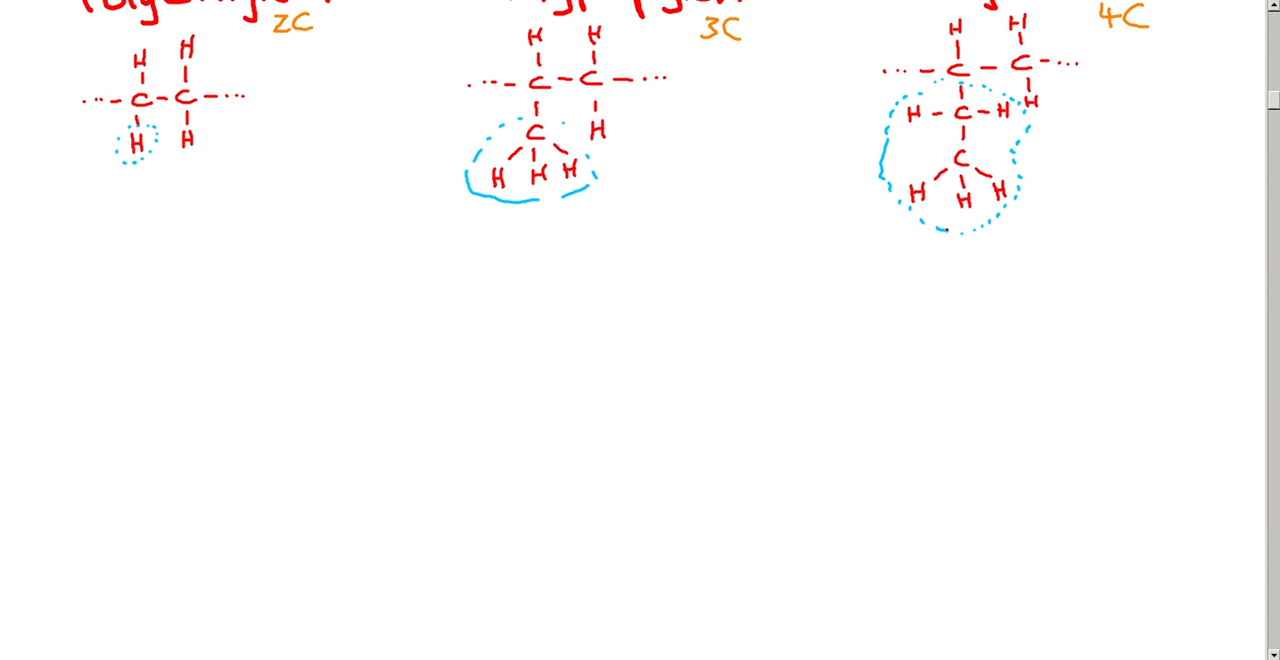 2C 3C 4C
H H H H H H
... - C - C - ... ... - C - C - ... ... - C - C - ...
H H C H H - C - H H
H H H C
H H H